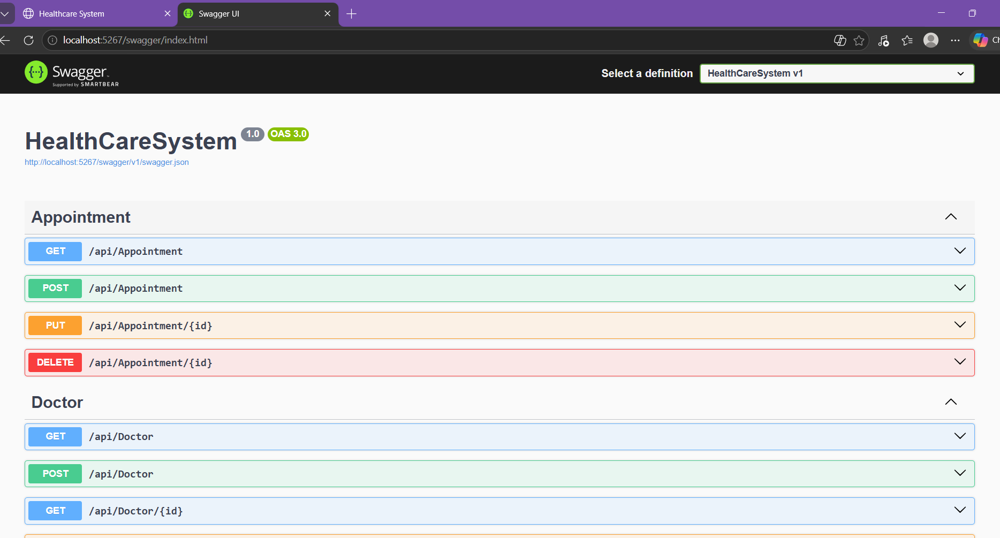 Healthcare System
Swagger UI
localhost:5267/swagger/index.html
Swagger
Supported by SMARTBEAR
Select a definition
HealthCareSystem v1
HealthCareSystem 1.0 OAS 3.0
http://localhost:5267/swagger/v1/swagger.json
Appointment
GET /api/Appointment
POST /api/Appointment
PUT /api/Appointment/{id}
DELETE /api/Appointment/{id}
Doctor
GET /api/Doctor
POST /api/Doctor
GET /api/Doctor/{id}